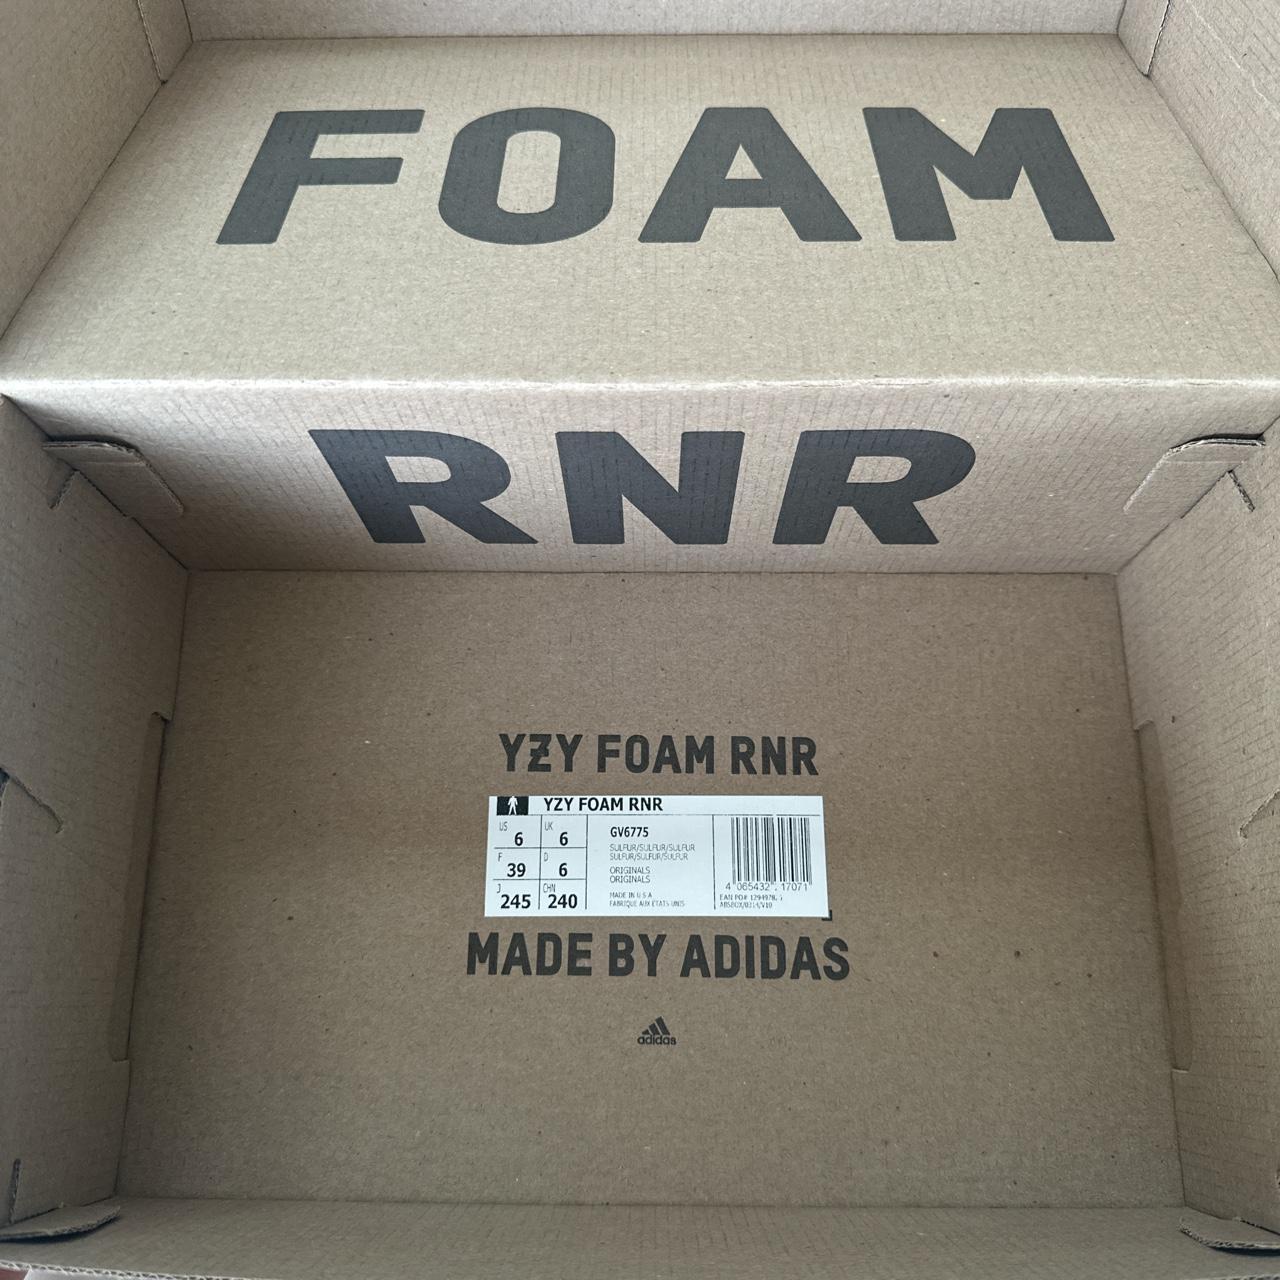 FOAM
RNR
YZY FOAM RNR
YZY FOAM RNR
US 6 UK 6
F 39 D 6
J 245 CHN 240
GV6775
SULFUR/SULFUR/SULFUR
SULFUR/SULFUR/SULFUR
ORIGINALS
ORIGINALS
MADE IN U S A
FABRIQUE AUX ETATS UNIS
4 065432 17071
EAN PO#
MADE BY ADIDAS
adidas